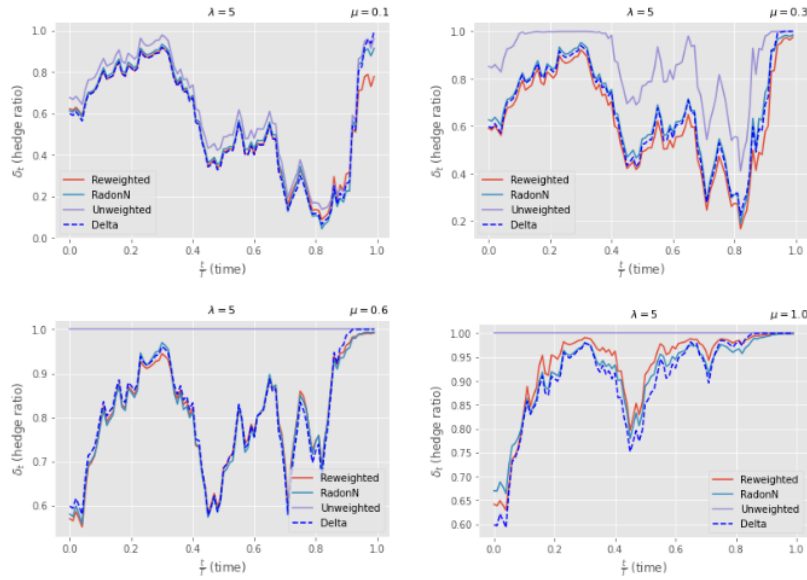 λ = 5 μ = 0.1
1.0
0.8
0.6
0.4
0.2
0.0
δt (hedge ratio)
Reweighted
RadonN
Unweighted
Delta
0.0 0.2 0.4 0.6 0.8 1.0
t/T (time)
λ = 5 μ = 0.3
1.0
0.8
0.6
0.4
0.2
δt (hedge ratio)
Reweighted
RadonN
Unweighted
Delta
0.0 0.2 0.4 0.6 0.8 1.0
t/T (time)
λ = 5 μ = 0.6
1.0
0.9
0.8
0.7
0.6
δt (hedge ratio)
Reweighted
RadonN
Unweighted
Delta
0.0 0.2 0.4 0.6 0.8 1.0
t/T (time)
λ = 5 μ = 1.0
1.00
0.95
0.90
0.85
0.80
0.75
0.70
0.65
0.60
δt (hedge ratio)
Reweighted
RadonN
Unweighted
Delta
0.0 0.2 0.4 0.6 0.8 1.0
t/T (time)